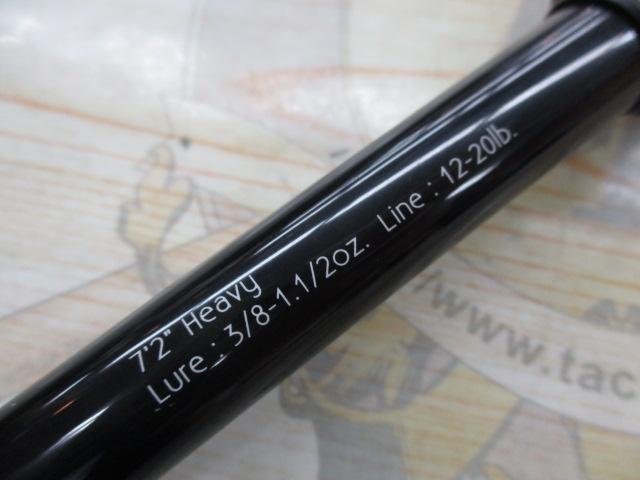 7'2" Heavy
Lure : 3/8-1.1/2oz. Line : 12-20lb.
/www.tac